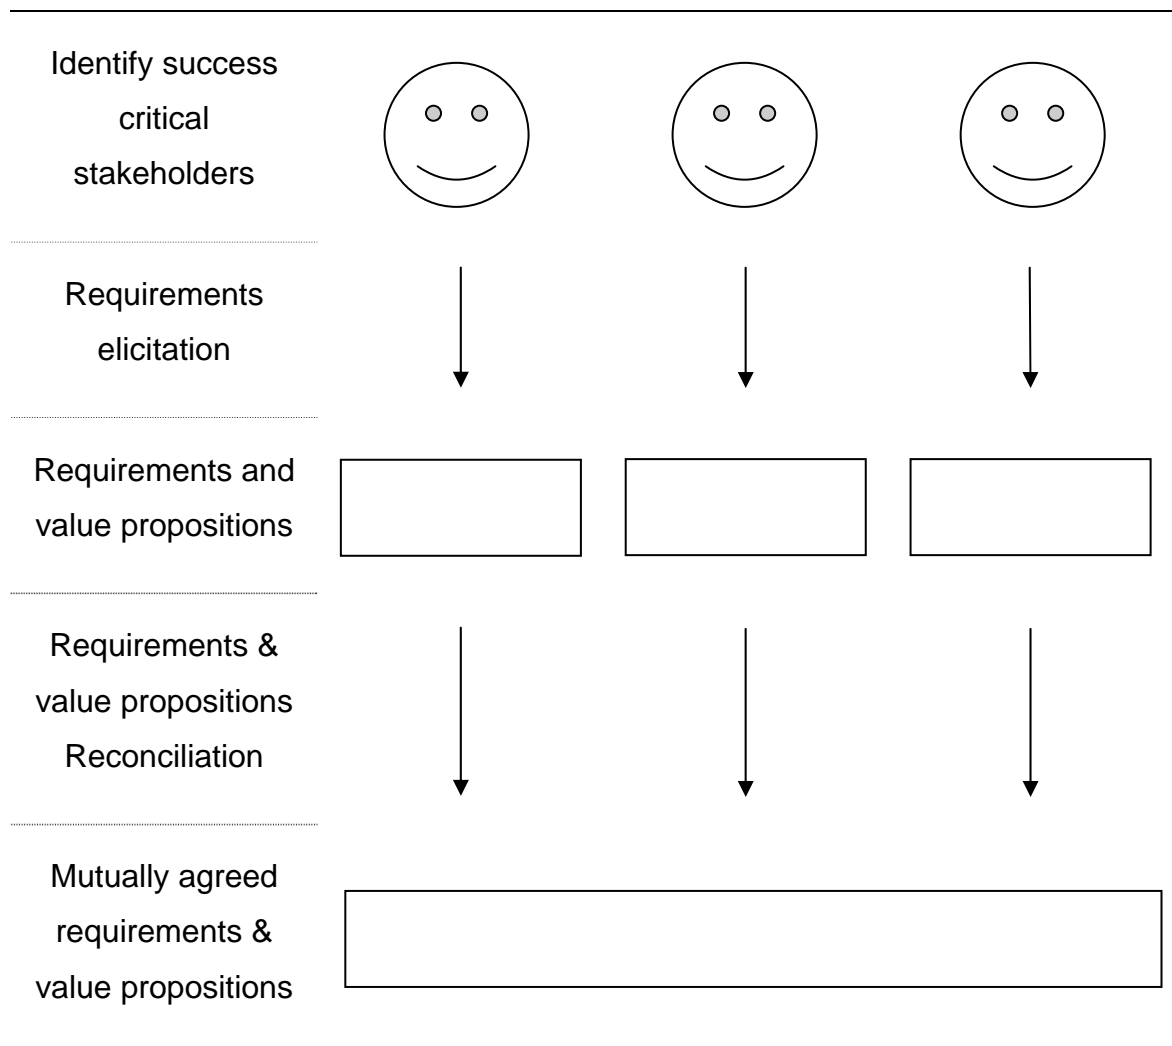 Identify success
critical
stakeholders
Requirements
elicitation
Requirements and
value propositions
Requirements &
value propositions
Reconciliation
Mutually agreed
requirements &
value propositions